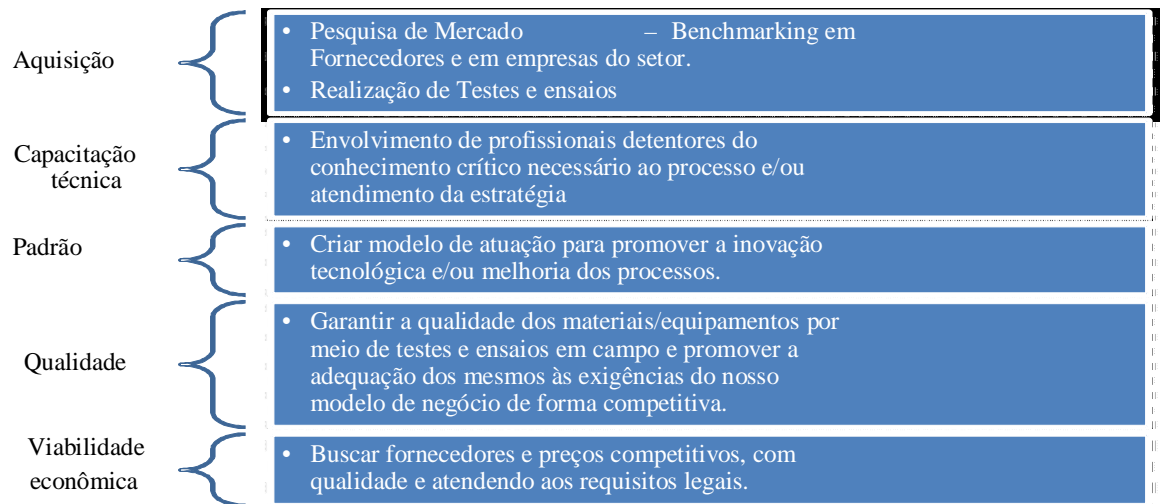 Aquisição
• Pesquisa de Mercado – Benchmarking em
Fornecedores e em empresas do setor.
• Realização de Testes e ensaios
Capacitação
técnica
• Envolvimento de profissionais detentores do
conhecimento crítico necessário ao processo e/ou
atendimento da estratégia
Padrão
• Criar modelo de atuação para promover a inovação
tecnológica e/ou melhoria dos processos.
Qualidade
• Garantir a qualidade dos materiais/equipamentos por
meio de testes e ensaios em campo e promover a
adequação dos mesmos às exigências do nosso
modelo de negócio de forma competitiva.
Viabilidade
econômica
• Buscar fornecedores e preços competitivos, com
qualidade e atendendo aos requisitos legais.